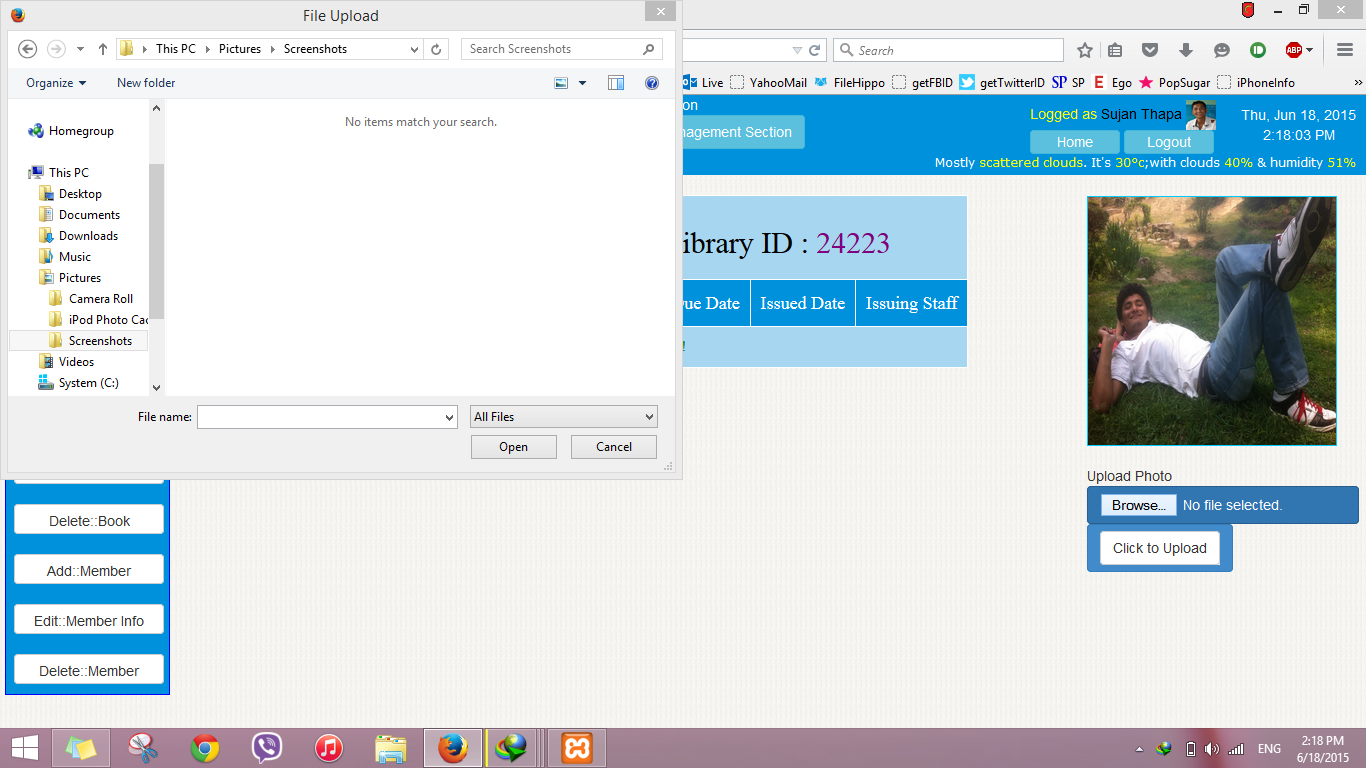 File Upload
This PC
Pictures
Screenshots
Search Screenshots
Organize
New folder
Homegroup
This PC
Desktop
Documents
Downloads
Music
Pictures
Camera Roll
iPod Photo Cac
Screenshots
Videos
System (C:)
No items match your search.
File name:
All Files
Open
Cancel
Search
ABP
Live
YahooMail
FileHippo
getFBID
getTwitterID
SP SP
E Ego
PopSugar
iPhoneInfo
on
nagement Section
Logged as Sujan Thapa
Home
Logout
Thu, Jun 18, 2015
2:18:03 PM
Mostly scattered clouds. It's 30°c;with clouds 40% & humidity 51%
ibrary ID : 24223
ue Date
Issued Date
Issuing Staff
!
Upload Photo
Browse...
No file selected.
Click to Upload
Delete::Book
Add::Member
Edit::Member Info
Delete::Member
ENG
2:18 PM
6/18/2015